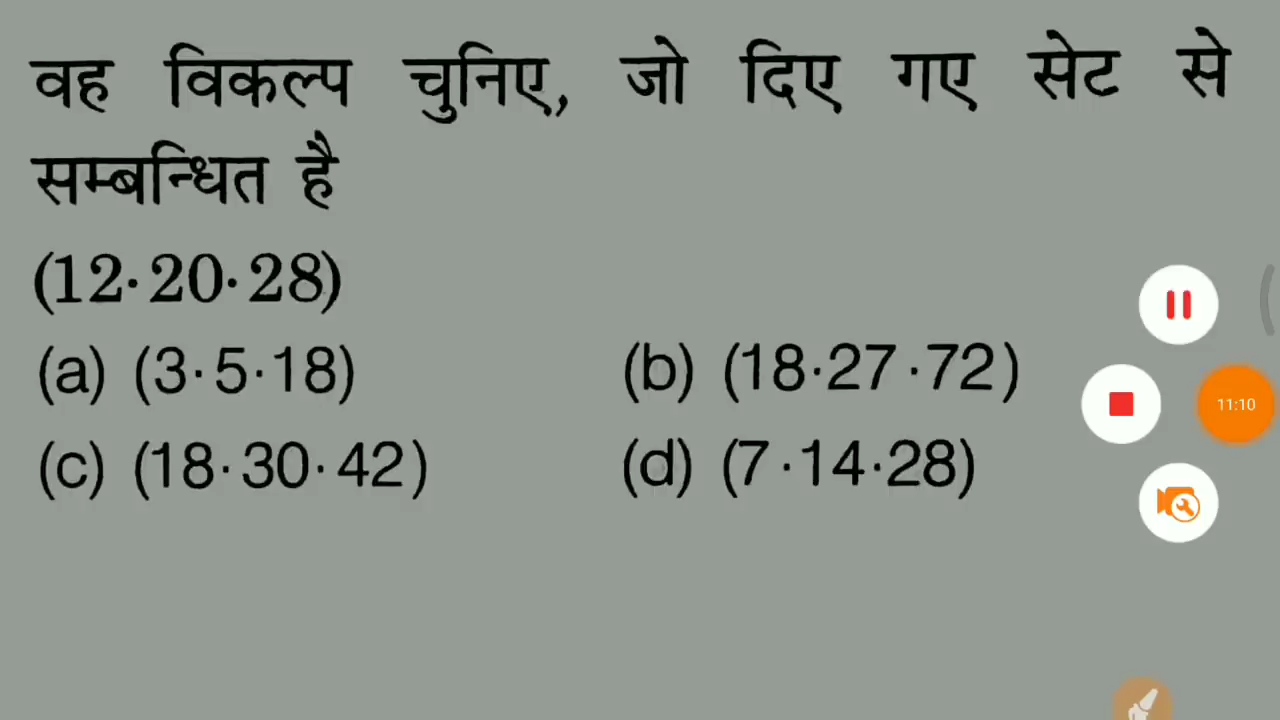 वह विकल्प चुनिए, जो दिए गए सेट से
सम्बन्धित है
(12·20·28)
(a) (3·5·18) (b) (18·27·72)
(c) (18·30·42) (d) (7·14·28)
11:10